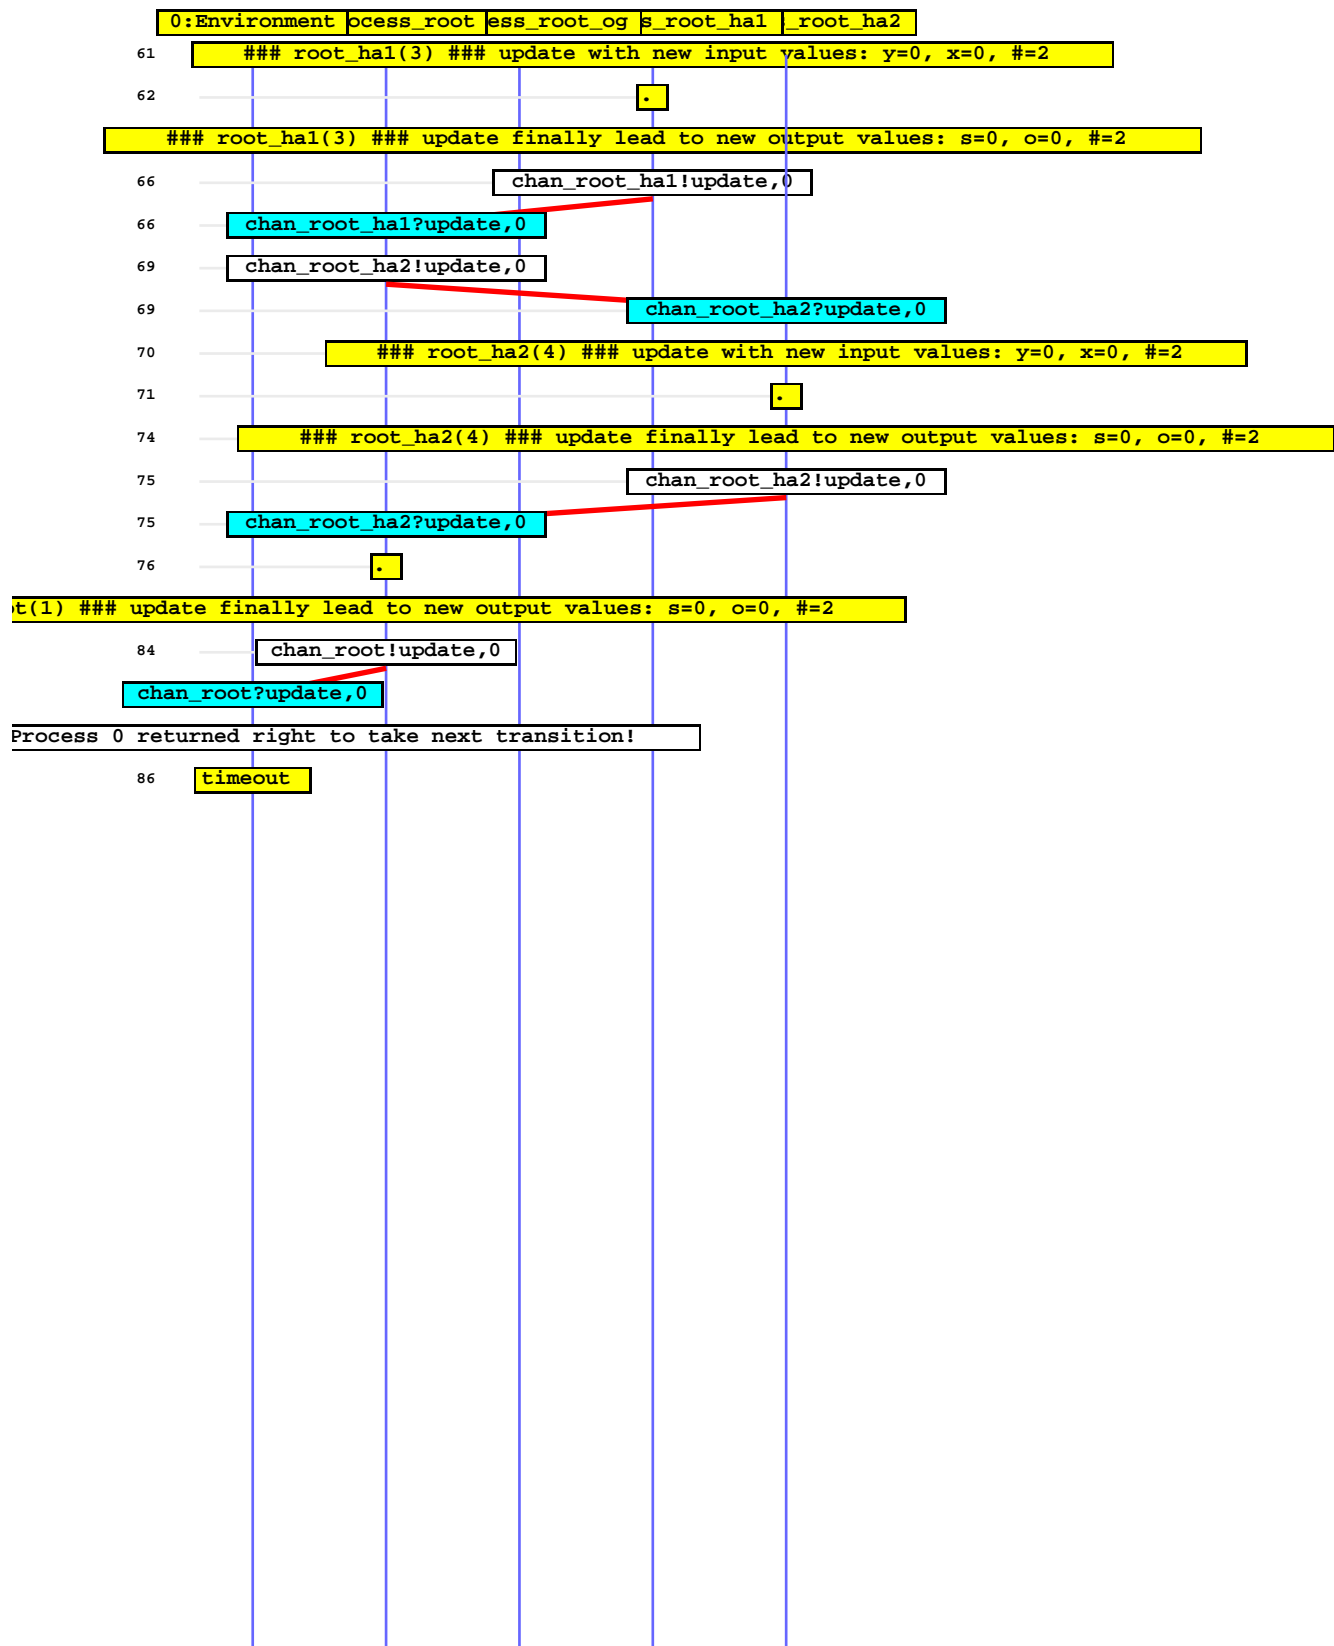 0:Environment ocess_root ess_root_og s_root_ha1 _root_ha2
61 ### root_ha1(3) ### update with new input values: y=0, x=0, #=2
62 .
### root_ha1(3) ### update finally lead to new output values: s=0, o=0, #=2
66 chan_root_ha1!update,0
66 chan_root_ha1?update,0
69 chan_root_ha2!update,0
69 chan_root_ha2?update,0
70 ### root_ha2(4) ### update with new input values: y=0, x=0, #=2
71 .
74 ### root_ha2(4) ### update finally lead to new output values: s=0, o=0, #=2
75 chan_root_ha2!update,0
75 chan_root_ha2?update,0
76 .
ot(1) ### update finally lead to new output values: s=0, o=0, #=2
84 chan_root!update,0
chan_root?update,0
Process 0 returned right to take next transition!
86 timeout